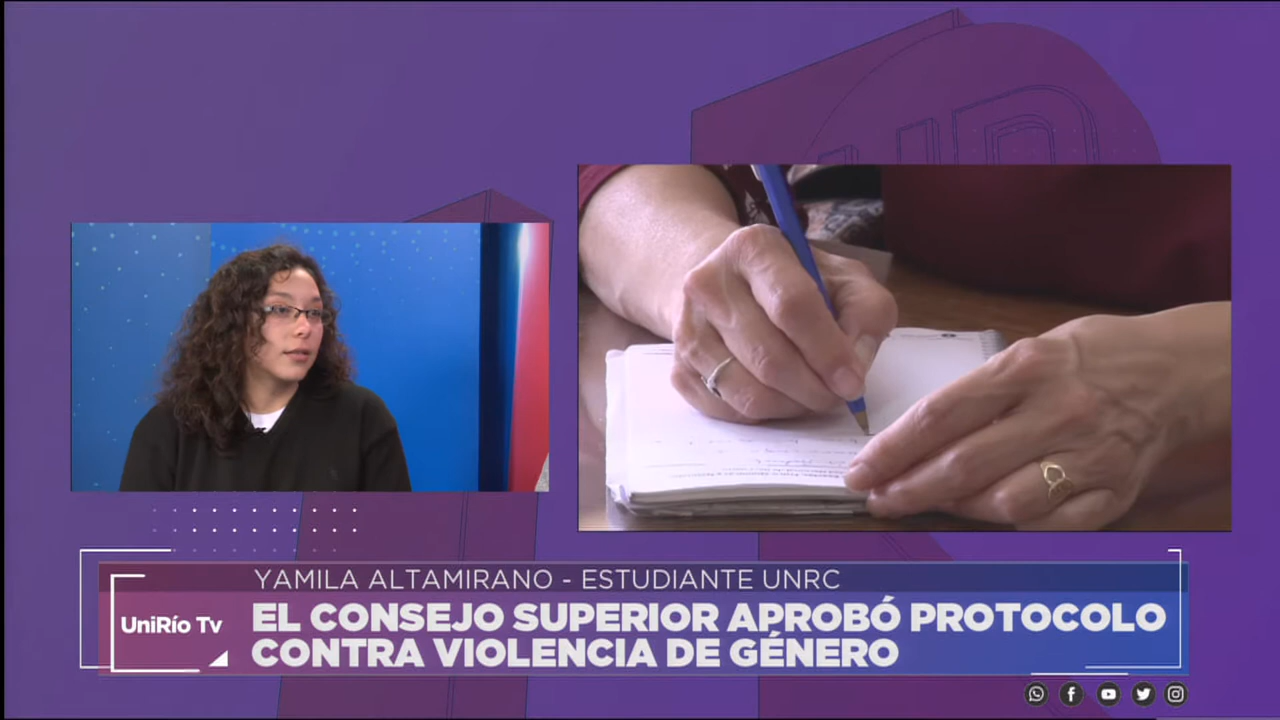 YAMILA ALTAMIRANO - ESTUDIANTE UNRC
UniRío Tv
EL CONSEJO SUPERIOR APROBÓ PROTOCOLO
CONTRA VIOLENCIA DE GÉNERO